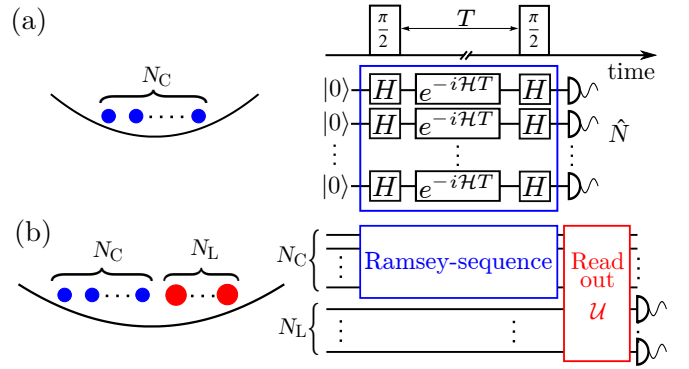 (a)
N_C
π/2 T π/2
time
|0⟩ H e^{-iℋT} H
|0⟩ H e^{-iℋT} H
N̂
|0⟩ H e^{-iℋT} H
(b)
N_C N_L
N_C
Ramsey-sequence
Read
out
𝒰
N_L